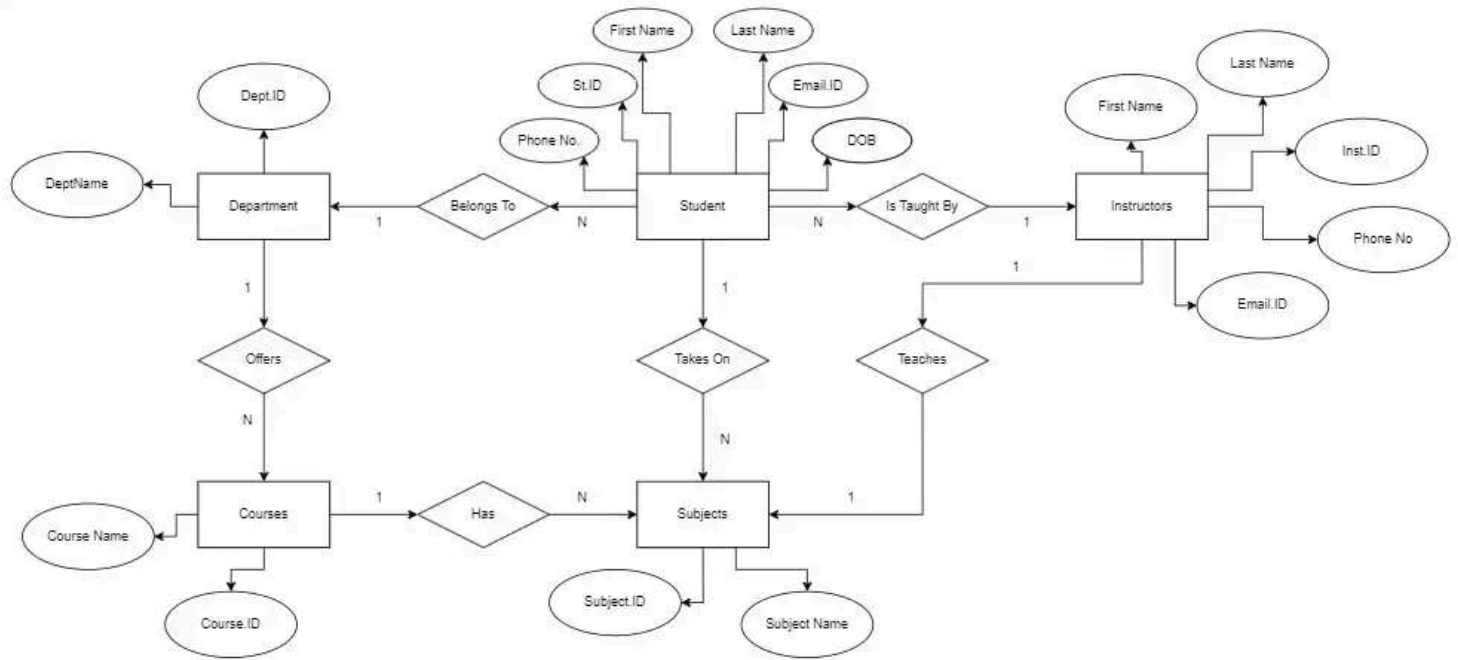 First Name
Last Name
Last Name
Dept.ID
St.ID
Email.ID
First Name
Phone No.
DOB
Inst.ID
DeptName
Department
1
Belongs To
N
Student
N
Is Taught By
1
Instructors
Phone No
1
1
1
Email.ID
Offers
Takes On
Teaches
N
N
Courses
1
Has
N
Subjects
1
Course Name
Subject.ID
Course.ID
Subject Name